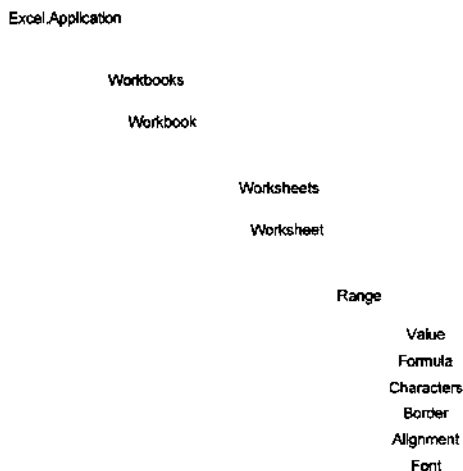 Excel.Application
Workbooks
Workbook
Worksheets
Worksheet
Range
Value
Formula
Characters
Border
Alignment
Font